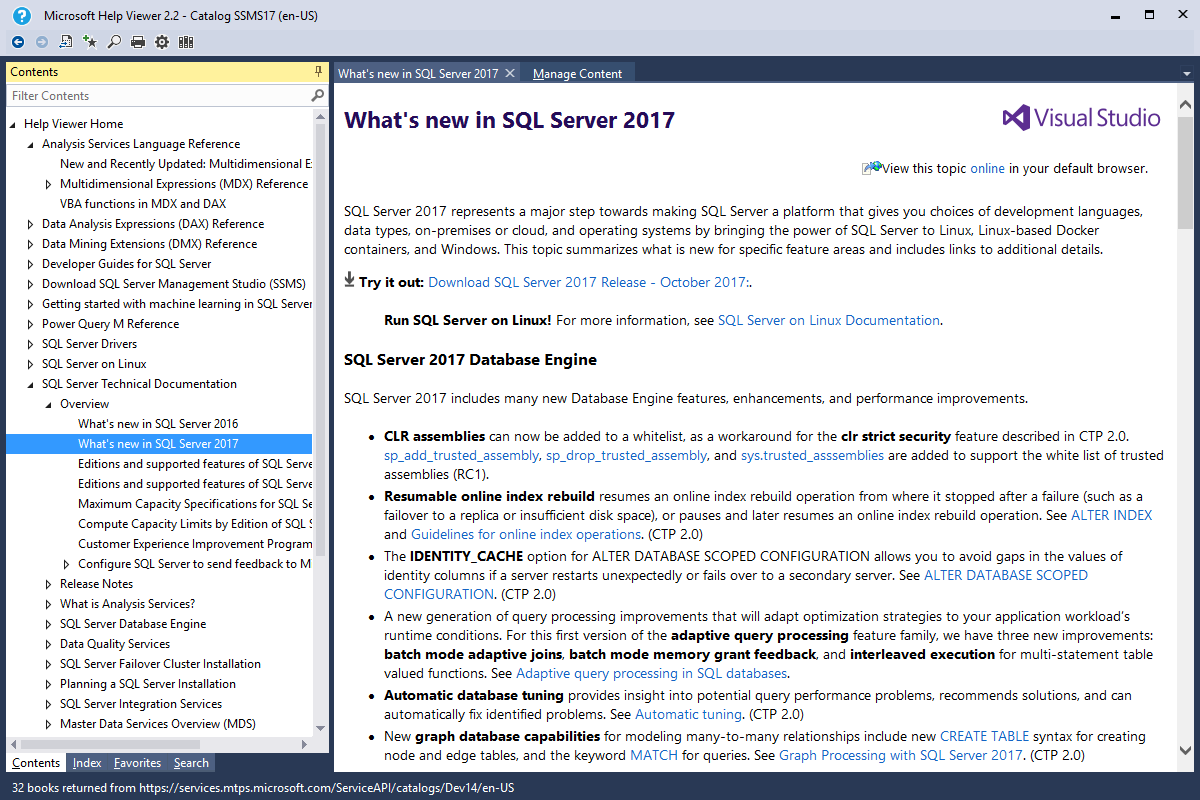 Microsoft Help Viewer 2.2 - Catalog SSMS17 (en-US)
Contents
Filter Contents
Help Viewer Home
Analysis Services Language Reference
New and Recently Updated: Multidimensional E
Multidimensional Expressions (MDX) Reference
VBA functions in MDX and DAX
Data Analysis Expressions (DAX) Reference
Data Mining Extensions (DMX) Reference
Developer Guides for SQL Server
Download SQL Server Management Studio (SSMS)
Getting started with machine learning in SQL Server
Power Query M Reference
SQL Server Drivers
SQL Server on Linux
SQL Server Technical Documentation
Overview
What's new in SQL Server 2016
What's new in SQL Server 2017
Editions and supported features of SQL Serve
Editions and supported features of SQL Serve
Maximum Capacity Specifications for SQL Se
Compute Capacity Limits by Edition of SQL S
Customer Experience Improvement Program
Configure SQL Server to send feedback to M
Release Notes
What is Analysis Services?
SQL Server Database Engine
Data Quality Services
SQL Server Failover Cluster Installation
Planning a SQL Server Installation
SQL Server Integration Services
Master Data Services Overview (MDS)
Contents Index Favorites Search
What's new in SQL Server 2017 Manage Content
What's new in SQL Server 2017
Visual Studio
View this topic online in your default browser.
SQL Server 2017 represents a major step towards making SQL Server a platform that gives you choices of development languages,
data types, on-premises or cloud, and operating systems by bringing the power of SQL Server to Linux, Linux-based Docker
containers, and Windows. This topic summarizes what is new for specific feature areas and includes links to additional details.
Try it out: Download SQL Server 2017 Release - October 2017:.
Run SQL Server on Linux! For more information, see SQL Server on Linux Documentation.
SQL Server 2017 Database Engine
SQL Server 2017 includes many new Database Engine features, enhancements, and performance improvements.
• CLR assemblies can now be added to a whitelist, as a workaround for the clr strict security feature described in CTP 2.0.
sp_add_trusted_assembly, sp_drop_trusted_assembly, and sys.trusted_asssemblies are added to support the white list of trusted
assemblies (RC1).
• Resumable online index rebuild resumes an online index rebuild operation from where it stopped after a failure (such as a
failover to a replica or insufficient disk space), or pauses and later resumes an online index rebuild operation. See ALTER INDEX
and Guidelines for online index operations. (CTP 2.0)
• The IDENTITY_CACHE option for ALTER DATABASE SCOPED CONFIGURATION allows you to avoid gaps in the values of
identity columns if a server restarts unexpectedly or fails over to a secondary server. See ALTER DATABASE SCOPED
CONFIGURATION. (CTP 2.0)
• A new generation of query processing improvements that will adapt optimization strategies to your application workload’s
runtime conditions. For this first version of the adaptive query processing feature family, we have three new improvements:
batch mode adaptive joins, batch mode memory grant feedback, and interleaved execution for multi-statement table
valued functions. See Adaptive query processing in SQL databases.
• Automatic database tuning provides insight into potential query performance problems, recommends solutions, and can
automatically fix identified problems. See Automatic tuning. (CTP 2.0)
• New graph database capabilities for modeling many-to-many relationships include new CREATE TABLE syntax for creating
node and edge tables, and the keyword MATCH for queries. See Graph Processing with SQL Server 2017. (CTP 2.0)
32 books returned from https://services.mtps.microsoft.com/ServiceAPI/catalogs/Dev14/en-US